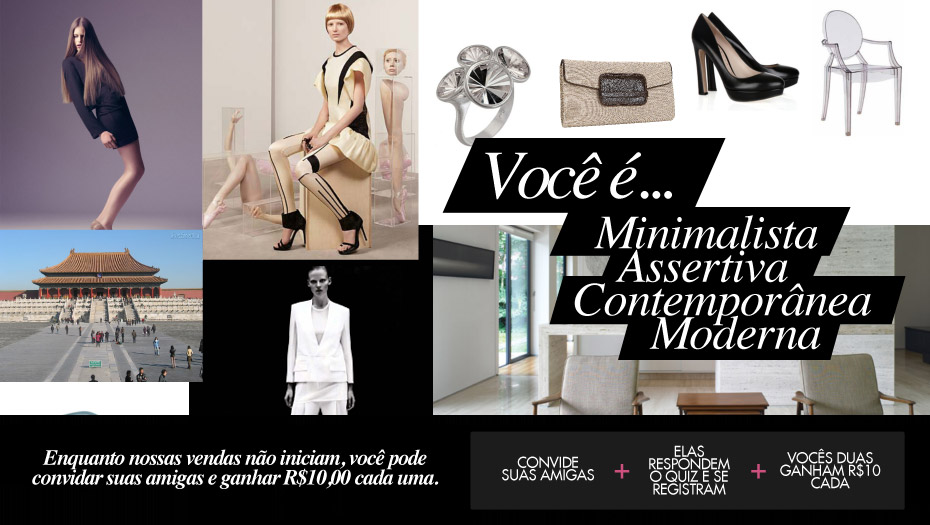 Você é...
Minimalista
Assertiva
Contemporânea
Moderna
Enquanto nossas vendas não iniciam, você pode
convidar suas amigas e ganhar R$10,00 cada uma.
CONVIDE
SUAS AMIGAS
+
ELAS
RESPONDEM
O QUIZ E SE
REGISTRAM
+
VOCÊS DUAS
GANHAM R$10
CADA